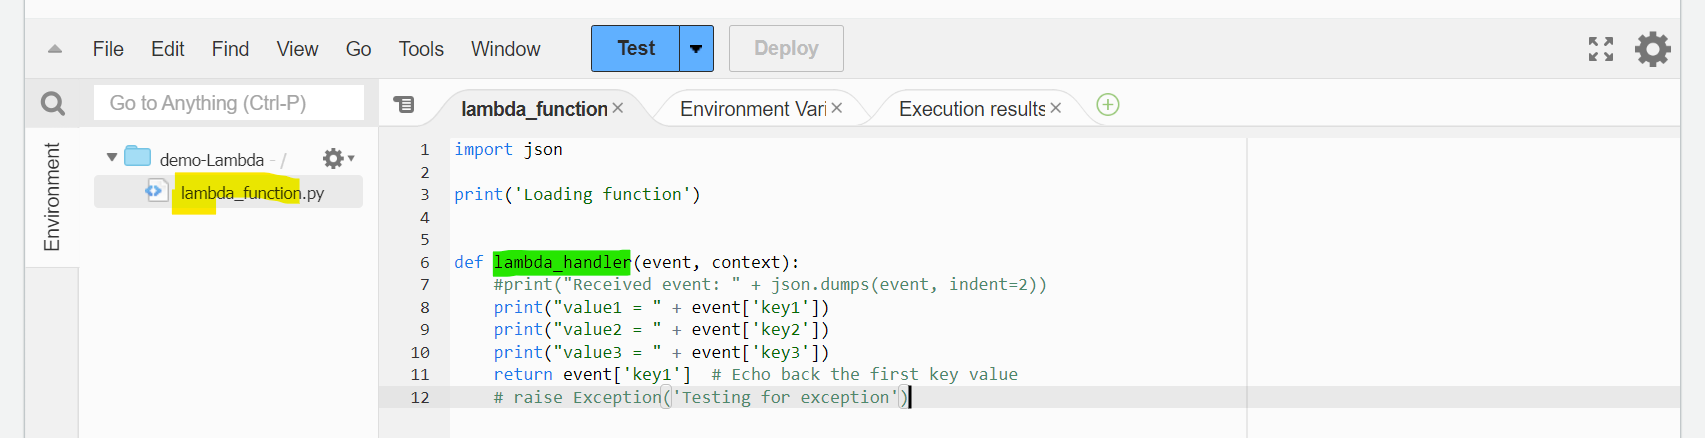 File Edit Find View Go Tools Window Test Deploy
Go to Anything (Ctrl-P)
lambda_function × Environment Vari × Execution results ×
Environment
demo-Lambda - /
lambda_function.py
1 import json
2
3 print('Loading function')
4
5
6 def lambda_handler(event, context):
7 #print("Received event: " + json.dumps(event, indent=2))
8 print("value1 = " + event['key1'])
9 print("value2 = " + event['key2'])
10 print("value3 = " + event['key3'])
11 return event['key1']  # Echo back the first key value
12 # raise Exception('Testing for exception')